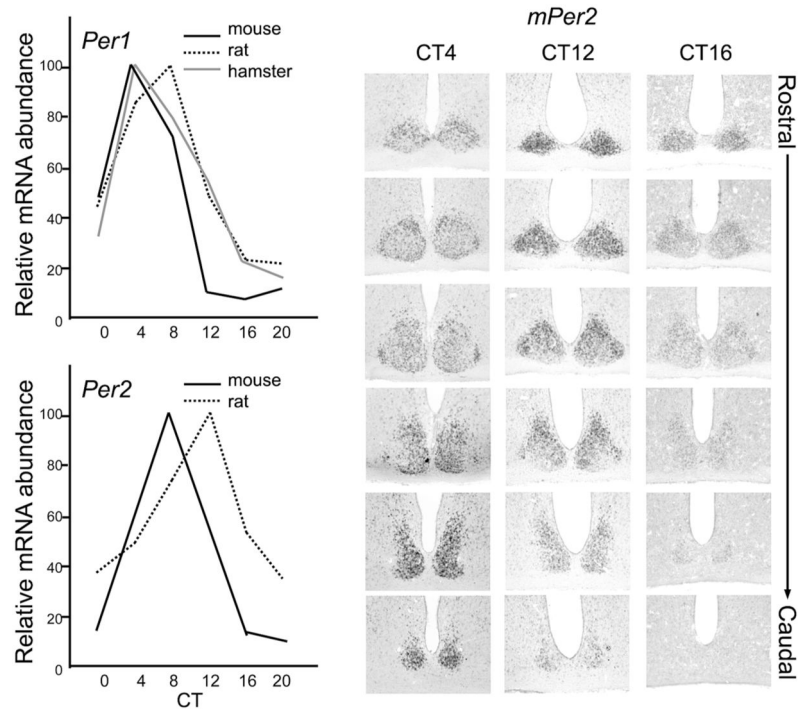 Per1
mouse
rat
hamster
Relative mRNA abundance
100
80
60
40
20
0
0 4 8 12 16 20
Per2
mouse
rat
Relative mRNA abundance
100
80
60
40
20
0
0 4 8 12 16 20
CT
mPer2
CT4 CT12 CT16
Rostral
Caudal